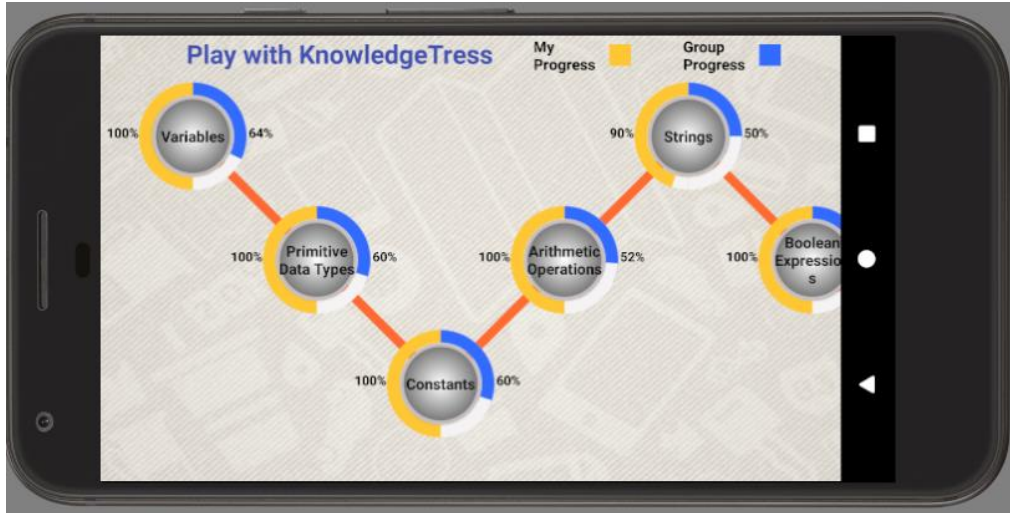 Play with KnowledgeTress
My
Progress
Group
Progress
100%
Variables
64%
90%
Strings
50%
100%
Primitive
Data Types
60%
100%
Arithmetic
Operations
52%
100%
Boolean
Expressio
s
100%
Constants
60%